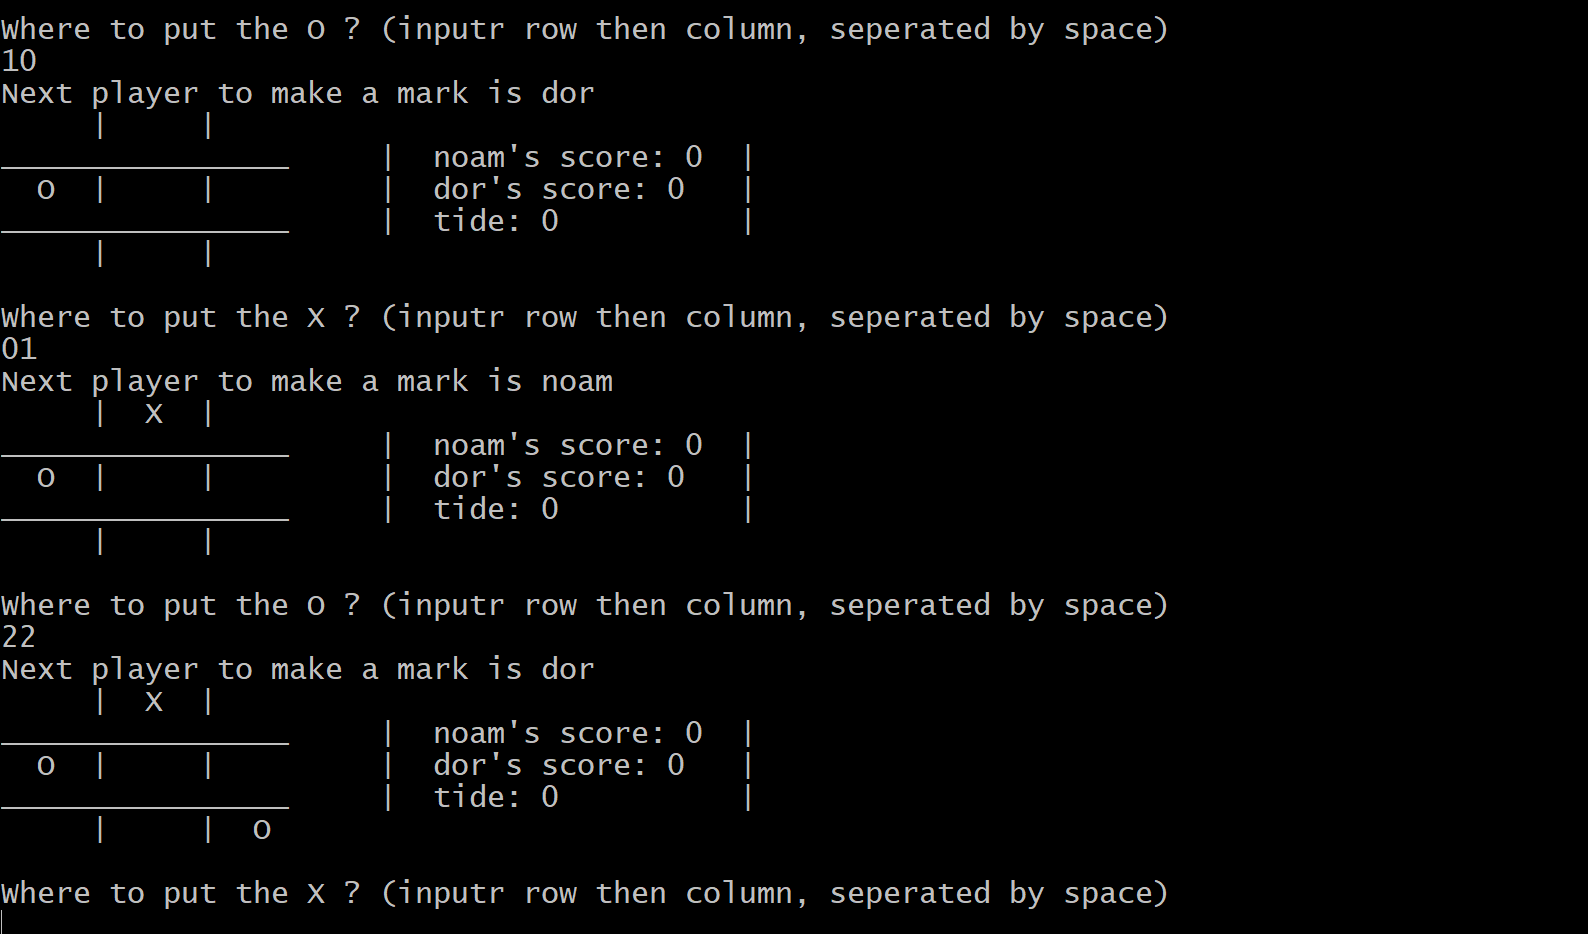 Where to put the O ? (inputr row then column, seperated by space)
10
Next player to make a mark is dor
     |     |
________________     |  noam's score: 0  |
  O  |     |         |  dor's score: 0   |
________________     |  tide: 0          |
     |     |
Where to put the X ? (inputr row then column, seperated by space)
01
Next player to make a mark is noam
     |  X  |
________________     |  noam's score: 0  |
  O  |     |         |  dor's score: 0   |
________________     |  tide: 0          |
     |     |
Where to put the O ? (inputr row then column, seperated by space)
22
Next player to make a mark is dor
     |  X  |
________________     |  noam's score: 0  |
  O  |     |         |  dor's score: 0   |
________________     |  tide: 0          |
     |     |  O
Where to put the X ? (inputr row then column, seperated by space)